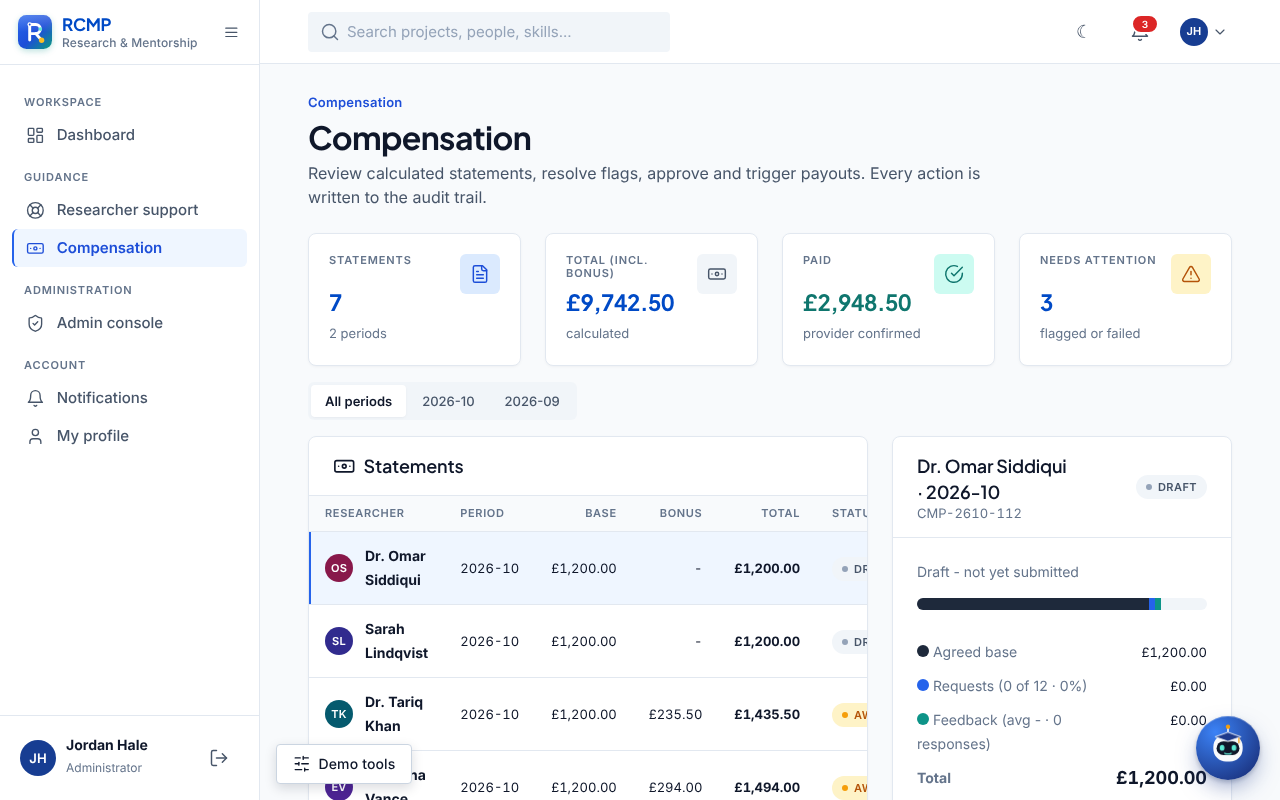 RCMP
Research & Mentorship
Search projects, people, skills...
3
JH
WORKSPACE
Dashboard
GUIDANCE
Researcher support
Compensation
ADMINISTRATION
Admin console
ACCOUNT
Notifications
My profile
JH
Jordan Hale
Administrator
Compensation
Compensation
Review calculated statements, resolve flags, approve and trigger payouts. Every action is
written to the audit trail.
STATEMENTS
7
2 periods
TOTAL (INCL.
BONUS)
£9,742.50
calculated
PAID
£2,948.50
provider confirmed
NEEDS ATTENTION
3
flagged or failed
All periods 2026-10 2026-09
Statements
RESEARCHER PERIOD BASE BONUS TOTAL
OS Dr. Omar
Siddiqui 2026-10 £1,200.00 - £1,200.00
SL Sarah
Lindqvist 2026-10 £1,200.00 - £1,200.00
TK Dr. Tariq
Khan 2026-10 £1,200.00 £235.50 £1,435.50
EV
Vance 2026-10 £1,200.00 £294.00 £1,494.00
Demo tools
Dr. Omar Siddiqui
· 2026-10
CMP-2610-112
DRAFT
Draft - not yet submitted
Agreed base £1,200.00
Requests (0 of 12 · 0%) £0.00
Feedback (avg - · 0
responses) £0.00
Total £1,200.00